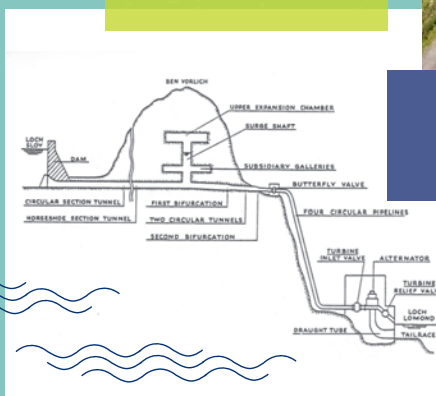 BEN VORLICH
UPPER EXPANSION CHAMBER
SURGE SHAFT
LOCH
SLOY
DAM
SUBSIDIARY GALLERIES
BUTTERFLY VALVE
CIRCULAR SECTION TUNNEL
FIRST BIFURCATION
FOUR CIRCULAR PIPELINES
HORSESHOE SECTION TUNNEL
TWO CIRCULAR TUNNELS
SECOND BIFURCATION
TURBINE
INLET VALVE
ALTERNATOR
TURBINE
RELIEF VALV
LOCH
LOMOND
DRAUGHT TUBE
TAILRACE